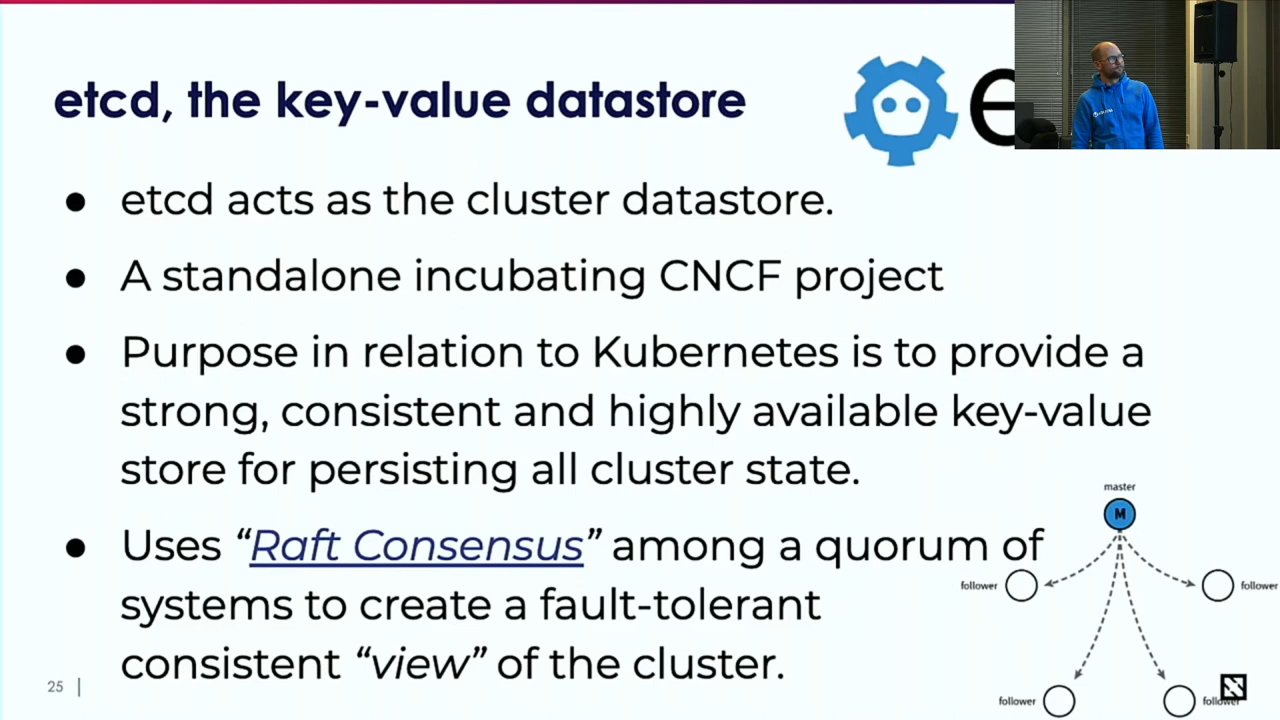 etcd, the key-value datastore
e
● etcd acts as the cluster datastore.
● A standalone incubating CNCF project
● Purpose in relation to Kubernetes is to provide a
strong, consistent and highly available key-value
store for persisting all cluster state.
● Uses “Raft Consensus” among a quorum of
systems to create a fault-tolerant
consistent “view” of the cluster.
master
M
follower
follower
follower
follower
25 |